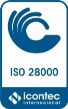 ISO 28000
icontec
internacional